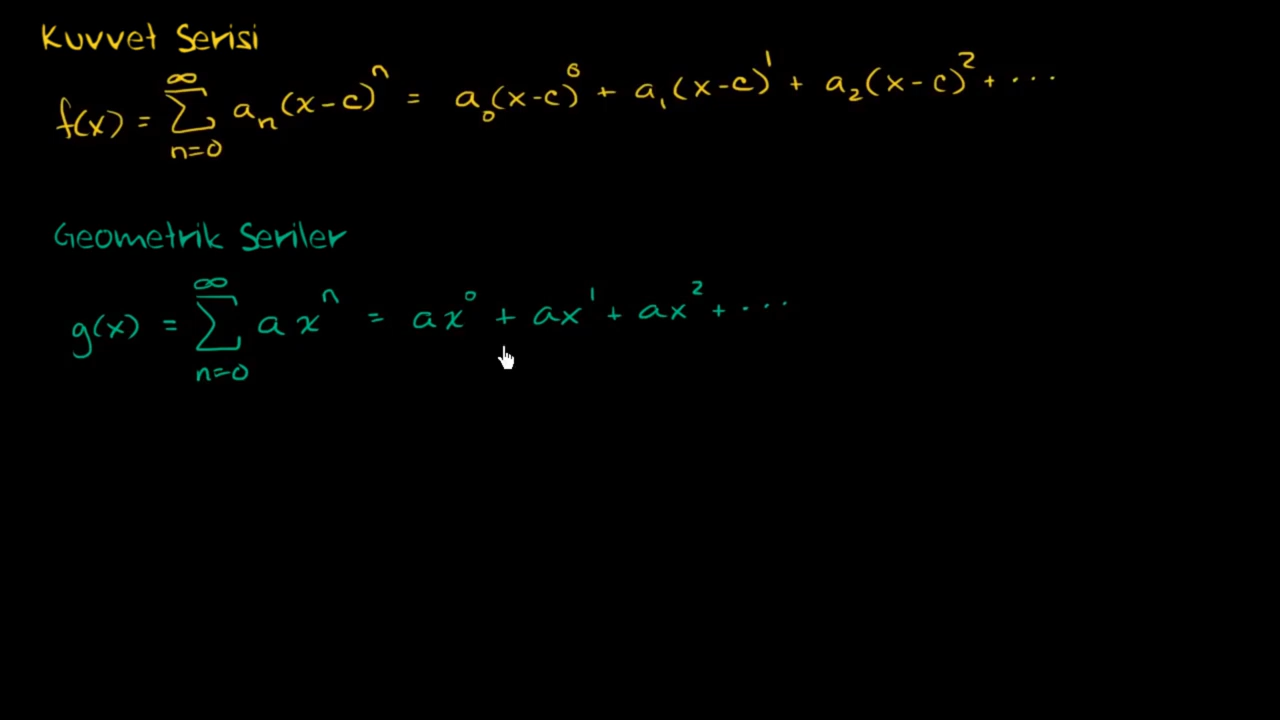 Kuvvet Serisi
f(x) = ∑_{n=0}^{∞} a_n (x-c)^n = a_0 (x-c)^0 + a_1 (x-c)^1 + a_2 (x-c)^2 + ...
Geometrik Seriler
g(x) = ∑_{n=0}^{∞} a x^n = ax^0 + ax^1 + ax^2 + ...